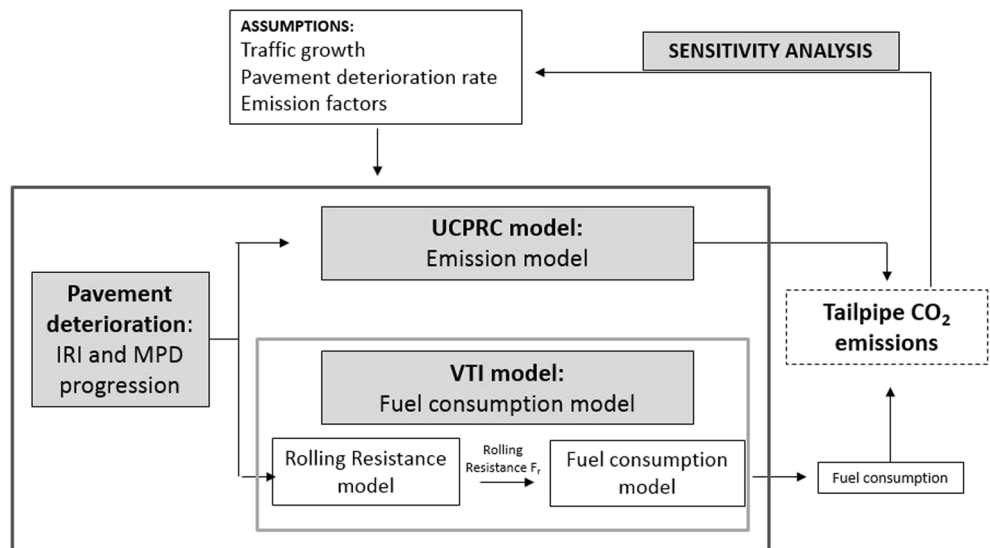 ASSUMPTIONS:
Traffic growth
Pavement deterioration rate
Emission factors
SENSITIVITY ANALYSIS
UCPRC model:
Emission model
Pavement
deterioration:
IRI and MPD
progression
VTI model:
Fuel consumption model
Rolling Resistance
model
Rolling
Resistance Fr
Fuel consumption
model
Tailpipe CO2
emissions
Fuel consumption